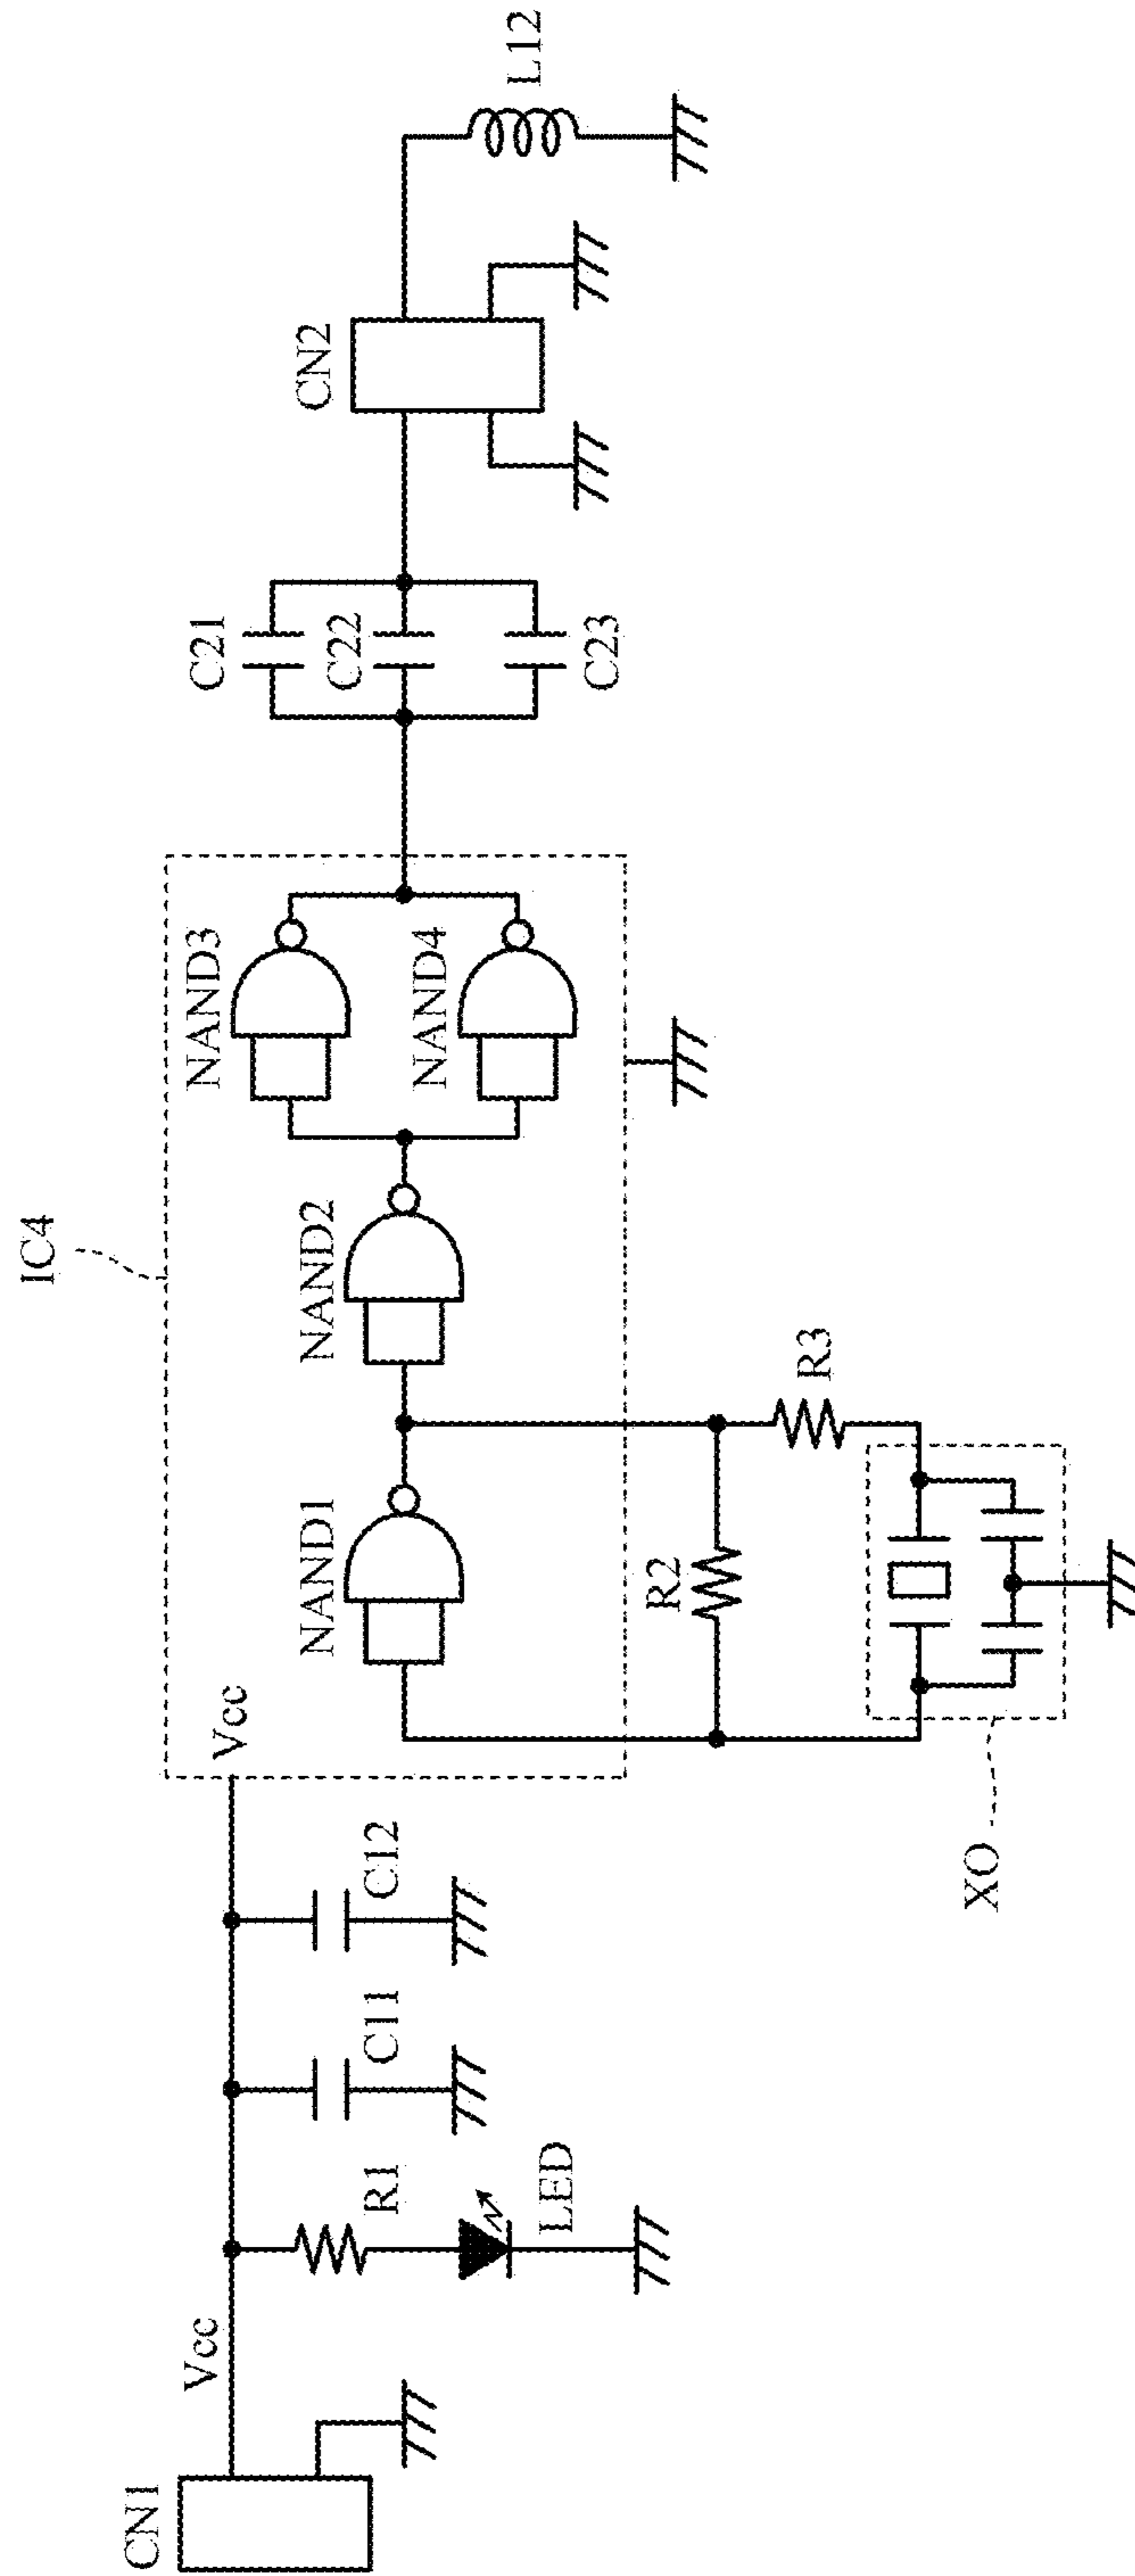 CN1
Vcc
R1
LED
C11
C12
Vcc
IC4
NAND1
NAND2
NAND3
NAND4
R2
R3
XO
C21
C22
C23
CN2
L12